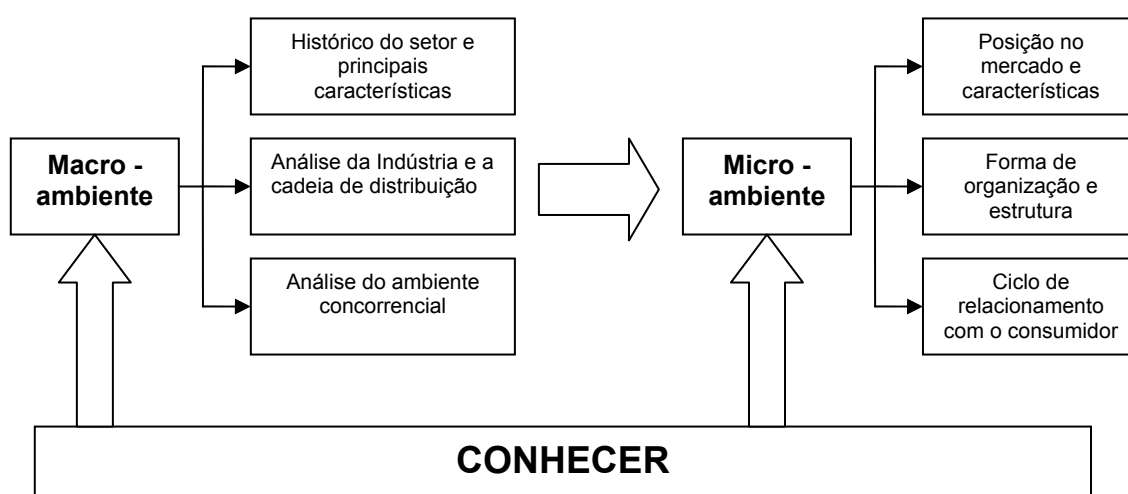 Histórico do setor e
principais
características
Macro -
ambiente
Análise da Indústria e a
cadeia de distribuição
Análise do ambiente
concorrencial
Posição no
mercado e
características
Micro -
ambiente
Forma de
organização e
estrutura
Ciclo de
relacionamento
com o consumidor
CONHECER